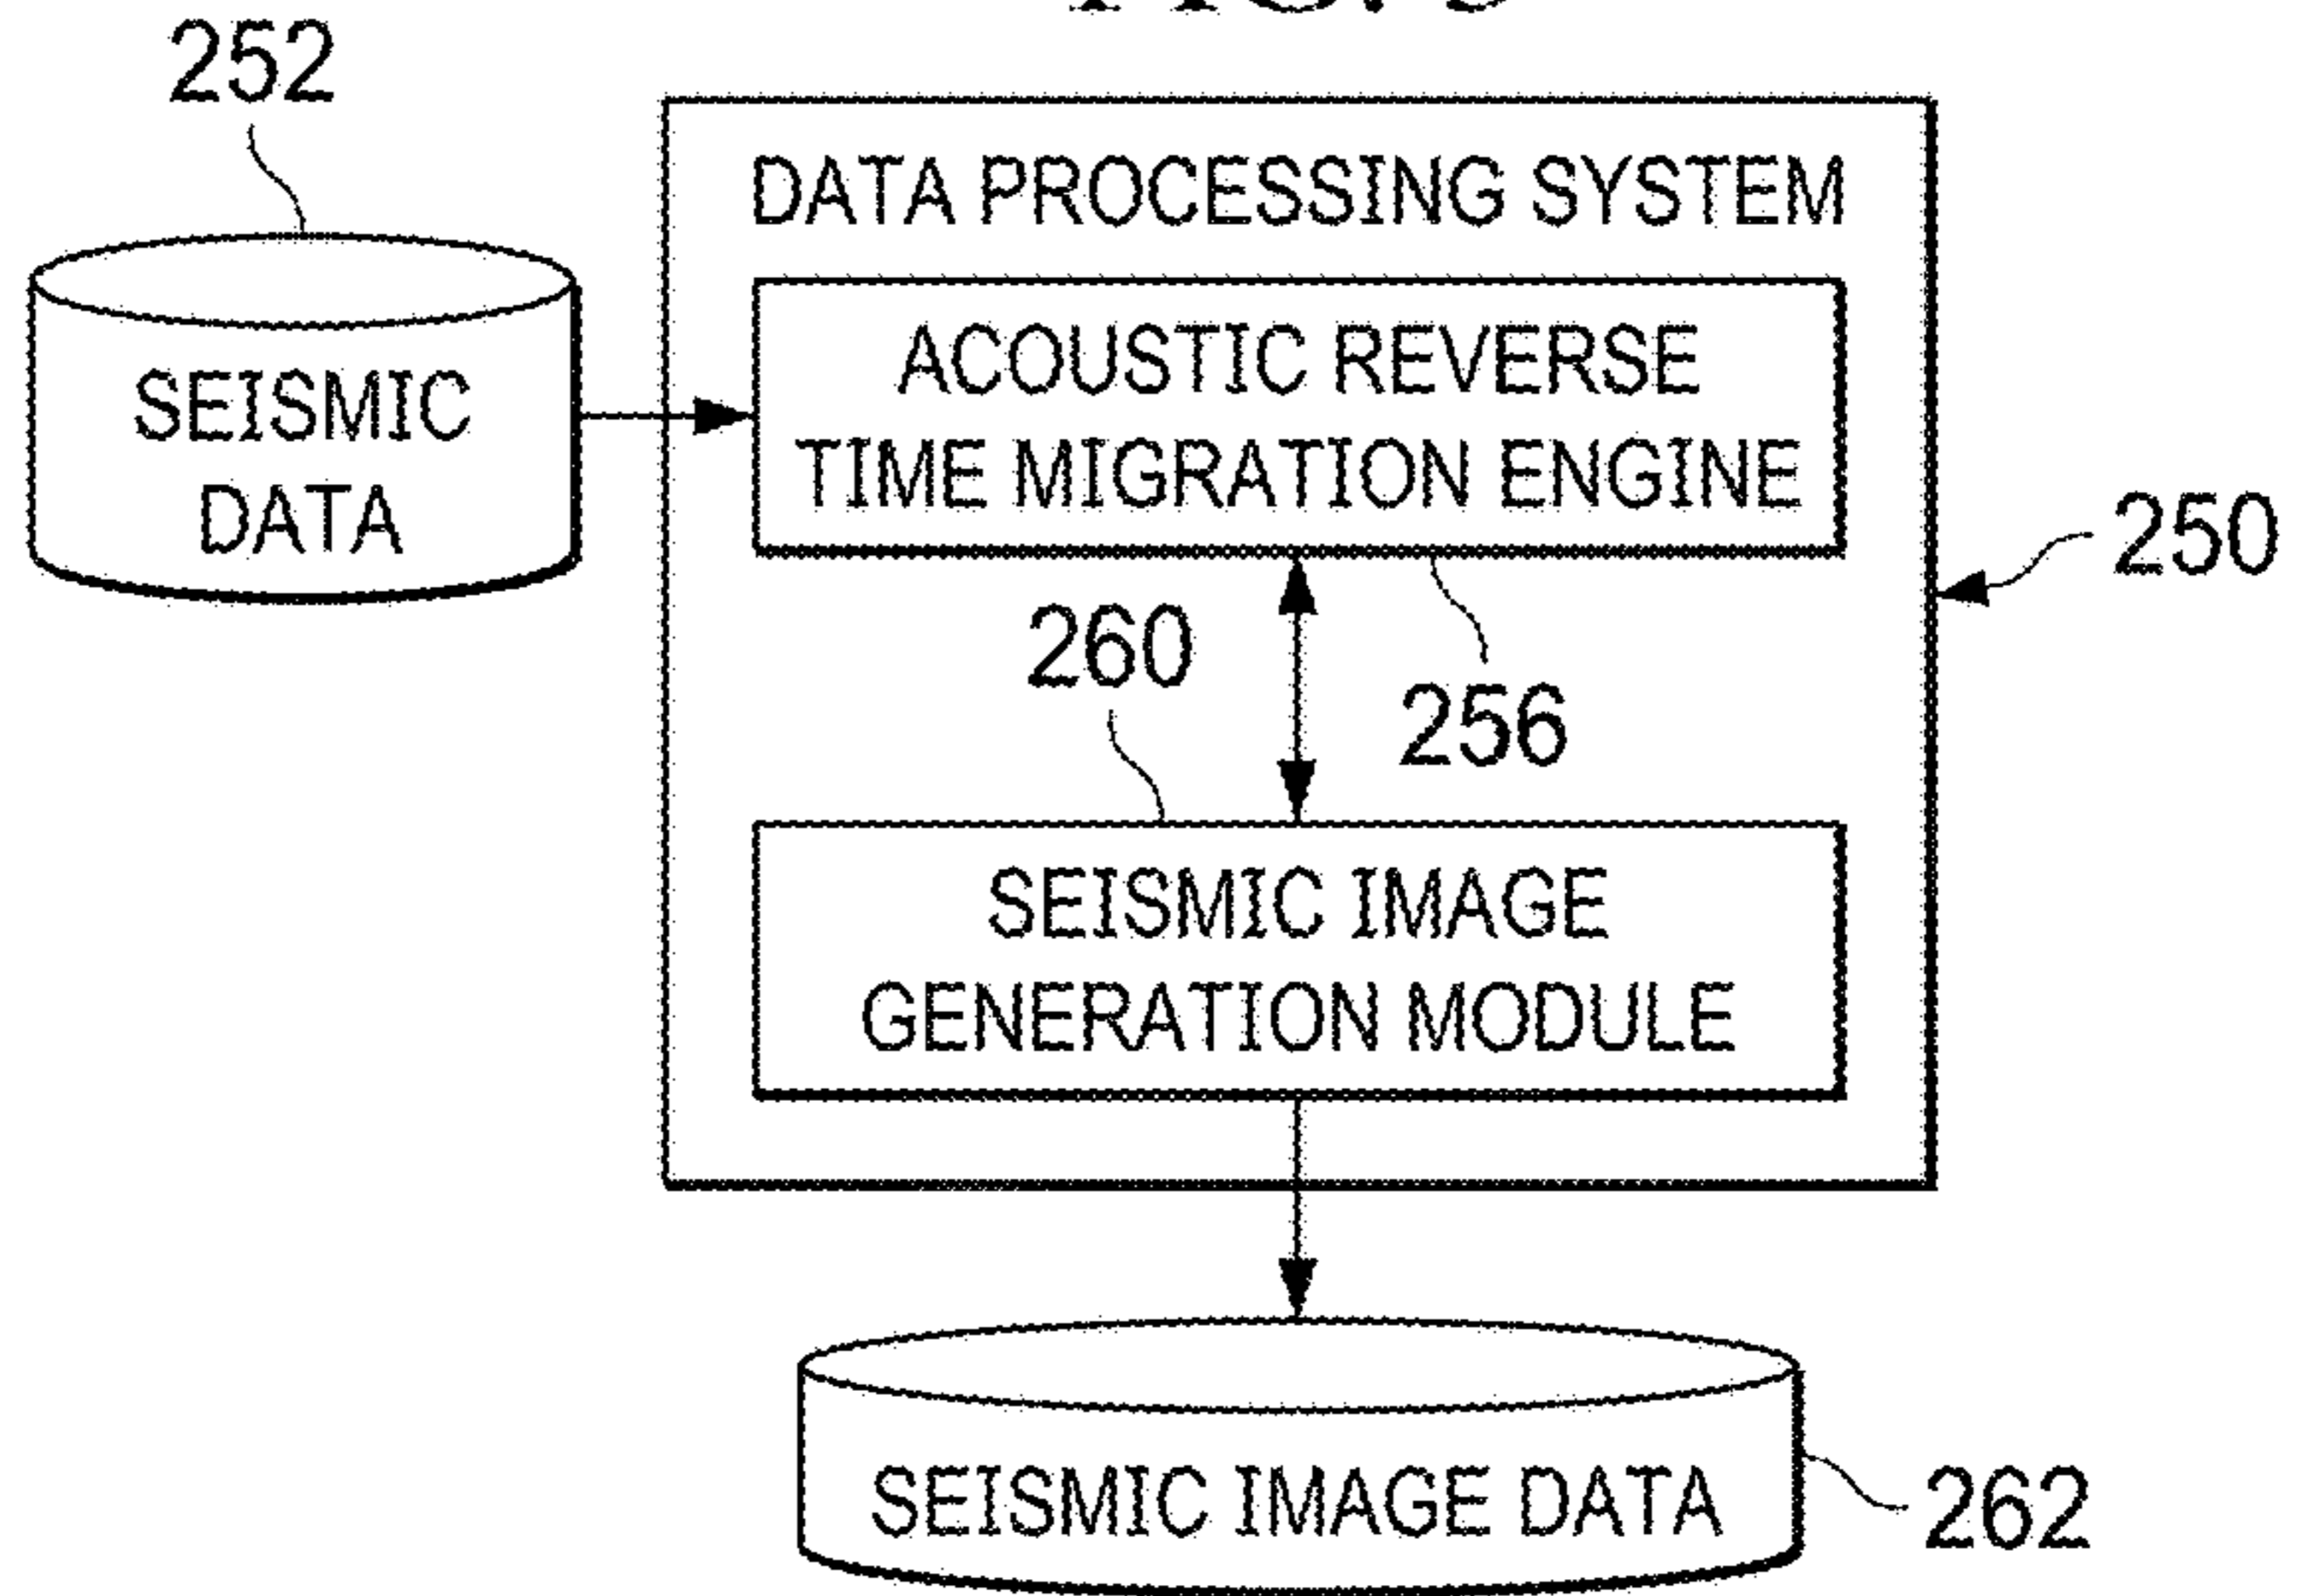 252
DATA PROCESSING SYSTEM
SEISMIC
DATA
ACOUSTIC REVERSE
TIME MIGRATION ENGINE
250
260
256
SEISMIC IMAGE
GENERATION MODULE
SEISMIC IMAGE DATA
262